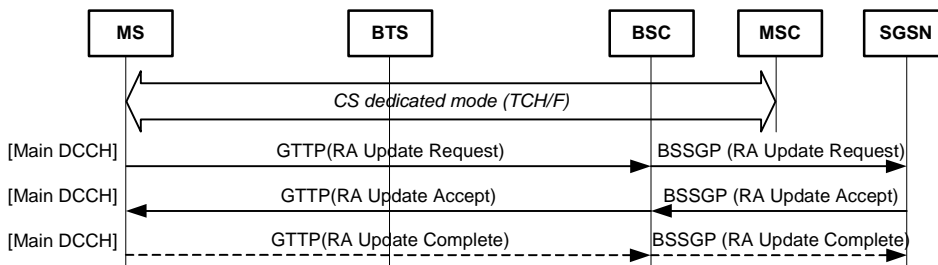 MS BTS BSC MSC SGSN
CS dedicated mode (TCH/F)
[Main DCCH] GTTP(RA Update Request) BSSGP (RA Update Request)
[Main DCCH] GTTP(RA Update Accept) BSSGP (RA Update Accept)
[Main DCCH] GTTP(RA Update Complete) BSSGP (RA Update Complete)